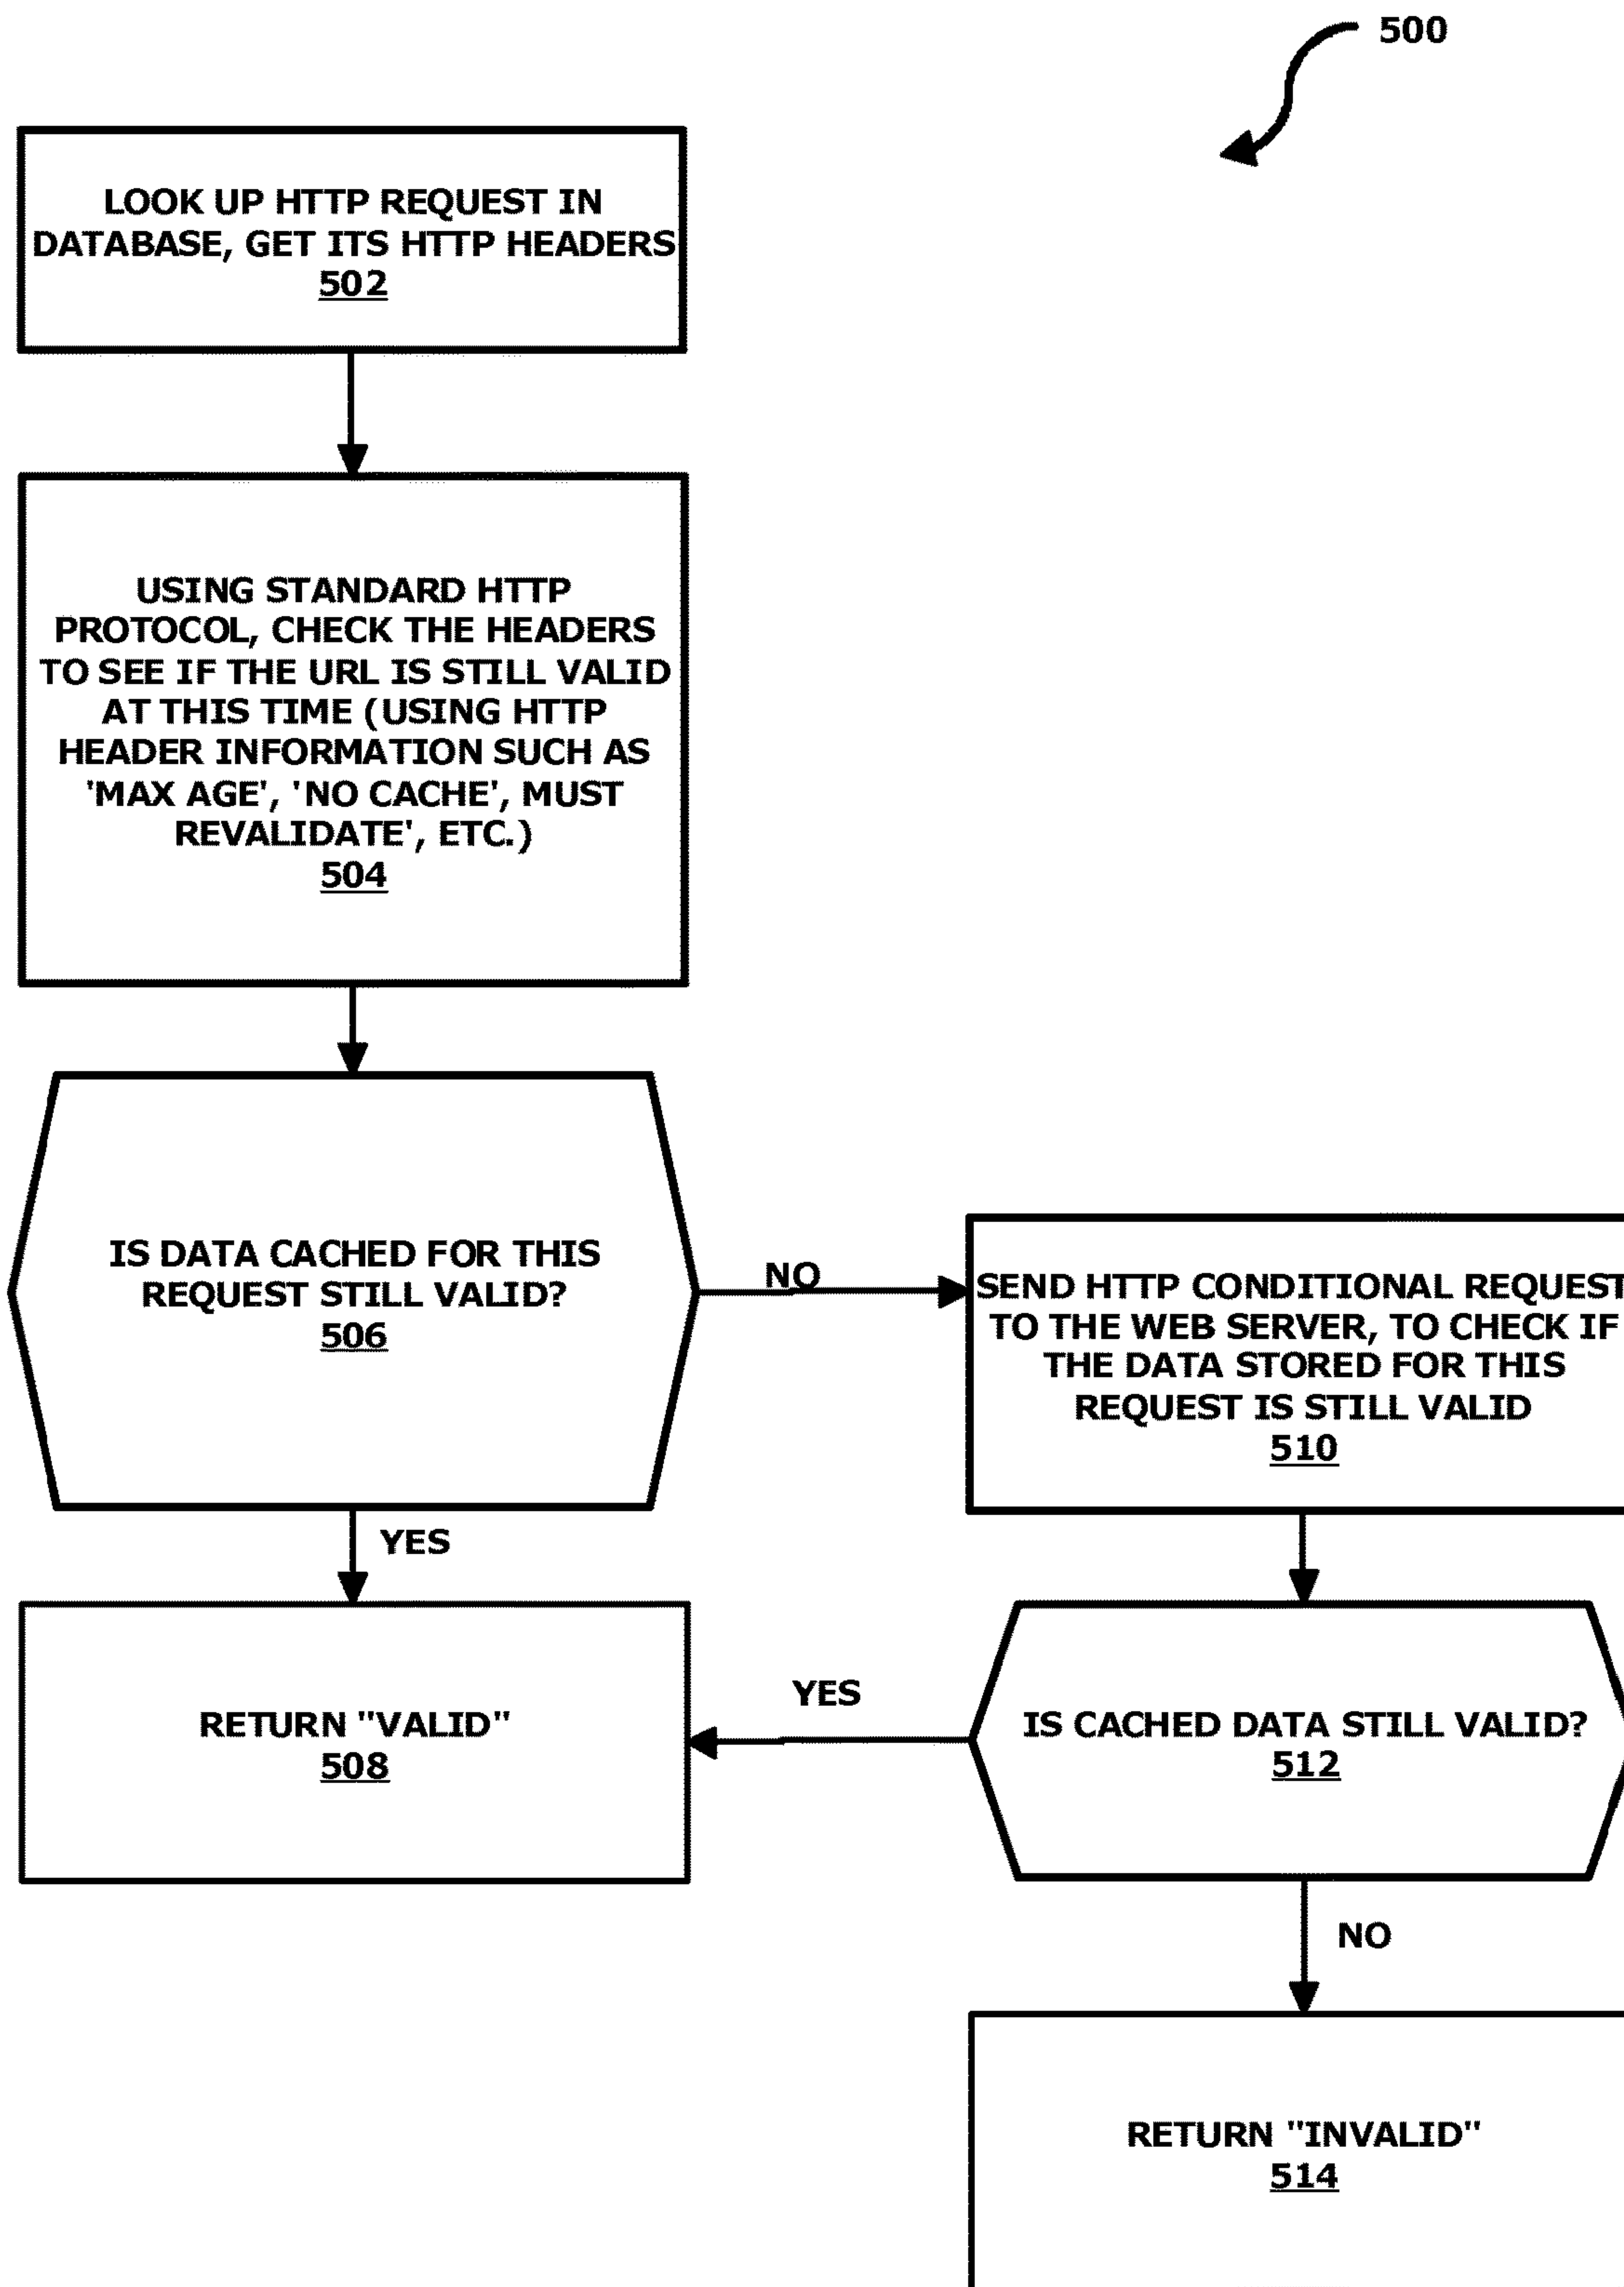 500
LOOK UP HTTP REQUEST IN
DATABASE, GET ITS HTTP HEADERS
502
USING STANDARD HTTP
PROTOCOL, CHECK THE HEADERS
TO SEE IF THE URL IS STILL VALID
AT THIS TIME (USING HTTP
HEADER INFORMATION SUCH AS
'MAX AGE', 'NO CACHE', MUST
REVALIDATE', ETC.)
504
IS DATA CACHED FOR THIS
REQUEST STILL VALID?
506
NO
SEND HTTP CONDITIONAL REQUEST
TO THE WEB SERVER, TO CHECK IF
THE DATA STORED FOR THIS
REQUEST IS STILL VALID
510
YES
RETURN "VALID"
508
YES
IS CACHED DATA STILL VALID?
512
NO
RETURN "INVALID"
514